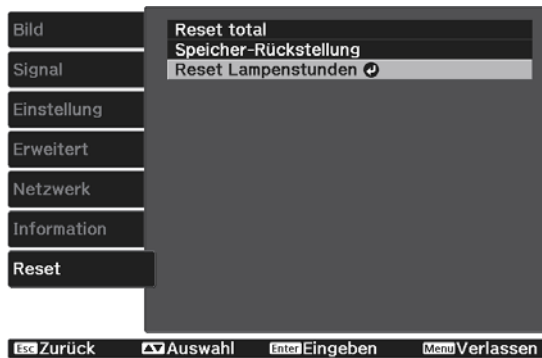 Bild
Signal
Einstellung
Erweitert
Netzwerk
Information
Reset
Reset total
Speicher-Rückstellung
Reset Lampenstunden
Esc Zurück Auswahl Enter Eingeben Menu Verlassen